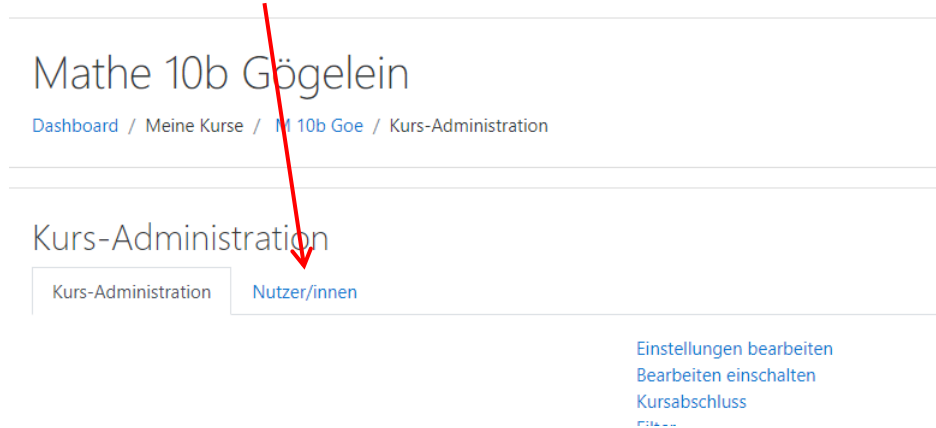 Mathe 10b Gögelein
Dashboard / Meine Kurse / M 10b Goe / Kurs-Administration
Kurs-Administration
Kurs-Administration Nutzer/innen
Einstellungen bearbeiten
Bearbeiten einschalten
Kursabschluss
Filter